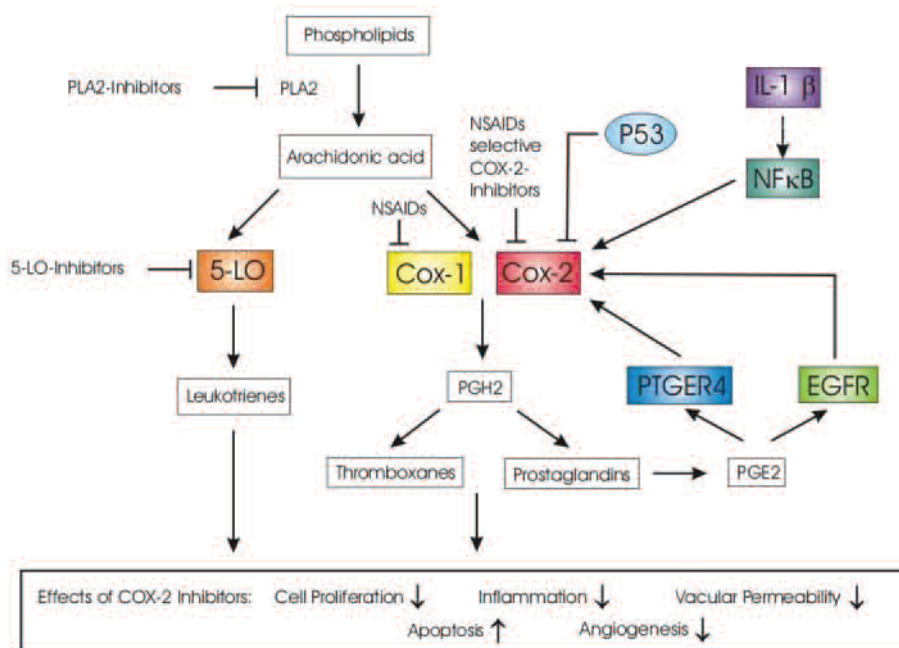 Phospholipids
PLA2-Inhibitors
PLA2
IL-1 β
NSAIDs
selective
COX-2-
Inhibitors
P53
Arachidonic acid
NFκB
NSAIDs
5-LO-Inhibitors
5-LO
Cox-1
Cox-2
Leukotrienes
PGH2
PTGER4
EGFR
Thromboxanes
Prostaglandins
PGE2
Effects of COX-2 Inhibitors: Cell Proliferation ↓ Inflammation ↓ Vacular Permeability ↓
Apoptosis ↑ Angiogenesis ↓